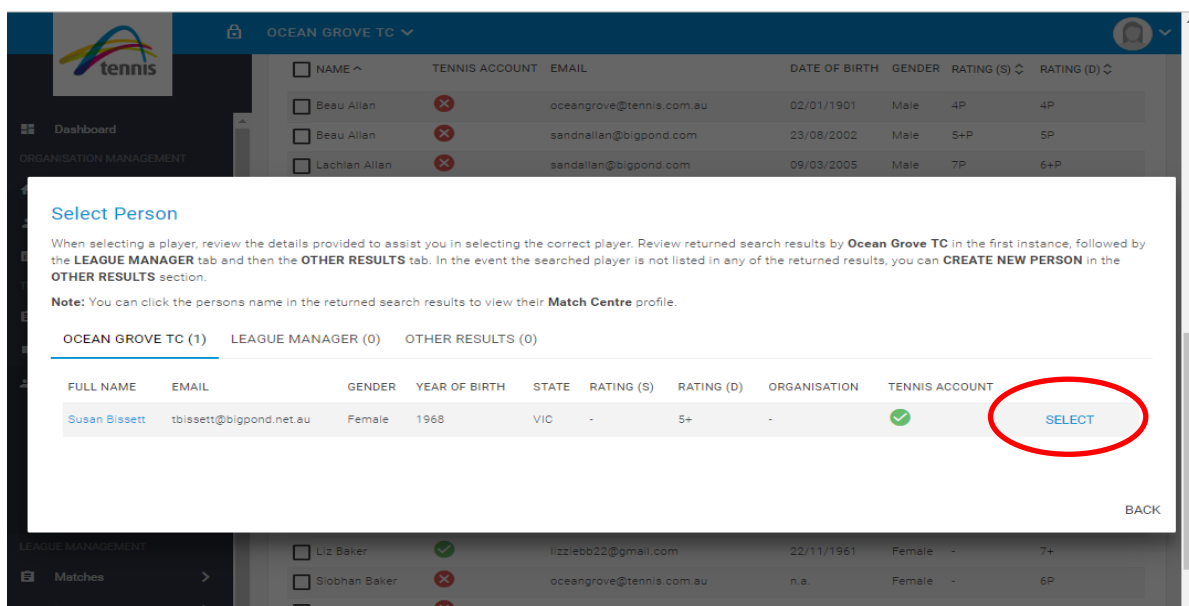 tennis
OCEAN GROVE TC
NAME TENNIS ACCOUNT EMAIL DATE OF BIRTH GENDER RATING (S) RATING (D)
Beau Allan oceangrove@tennis.com.au 02/01/1901 Male 4P 4P
Dashboard
Beau Allan sandnallan@bigpond.com 23/08/2002 Male 5+P 5P
ORGANISATION MANAGEMENT
Lachlan Allan sandallan@bigpond.com 09/03/2005 Male 7P 6+P
Select Person
When selecting a player, review the details provided to assist you in selecting the correct player. Review returned search results by Ocean Grove TC in the first instance, followed by
the LEAGUE MANAGER tab and then the OTHER RESULTS tab. In the event the searched player is not listed in any of the returned results, you can CREATE NEW PERSON in the
OTHER RESULTS section.
Note: You can click the persons name in the returned search results to view their Match Centre profile.
OCEAN GROVE TC (1) LEAGUE MANAGER (0) OTHER RESULTS (0)
FULL NAME EMAIL GENDER YEAR OF BIRTH STATE RATING (S) RATING (D) ORGANISATION TENNIS ACCOUNT
Susan Bissett tbissett@bigpond.net.au Female 1968 VIC - 5+ - SELECT
BACK
LEAGUE MANAGEMENT
Liz Baker lizziebb22@gmail.com 22/11/1961 Female - 7+
Matches
Siobhan Baker oceangrove@tennis.com.au n.a. Female - 6P